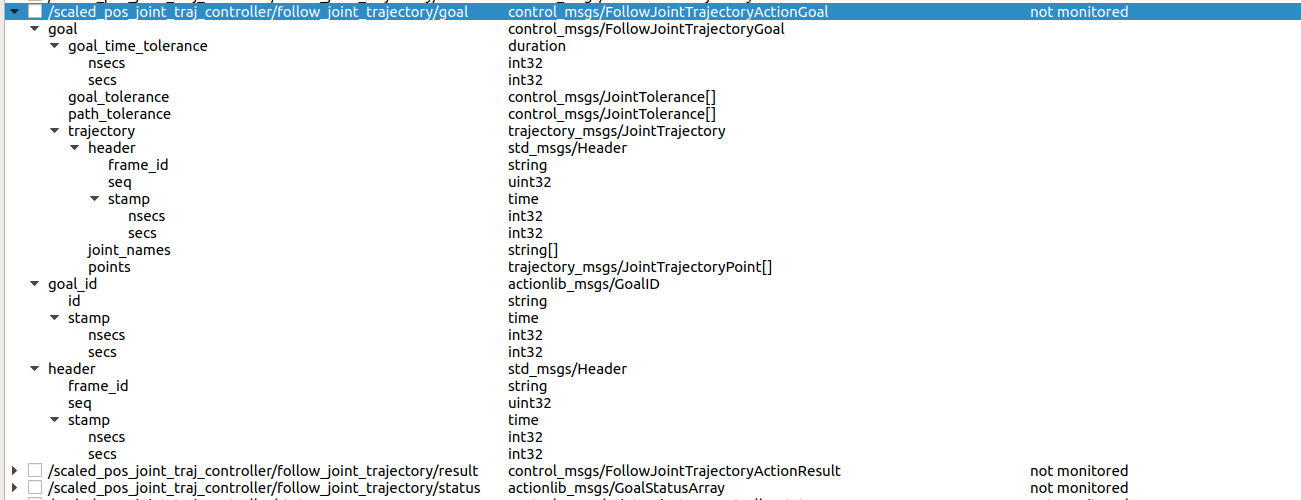 /scaled_pos_joint_traj_controller/follow_joint_trajectory/goal control_msgs/FollowJointTrajectoryActionGoal not monitored
goal control_msgs/FollowJointTrajectoryGoal
goal_time_tolerance duration
nsecs int32
secs int32
goal_tolerance control_msgs/JointTolerance[]
path_tolerance control_msgs/JointTolerance[]
trajectory trajectory_msgs/JointTrajectory
header std_msgs/Header
frame_id string
seq uint32
stamp time
nsecs int32
secs int32
joint_names string[]
points trajectory_msgs/JointTrajectoryPoint[]
goal_id actionlib_msgs/GoalID
id string
stamp time
nsecs int32
secs int32
header std_msgs/Header
frame_id string
seq uint32
stamp time
nsecs int32
secs int32
/scaled_pos_joint_traj_controller/follow_joint_trajectory/result control_msgs/FollowJointTrajectoryActionResult not monitored
/scaled_pos_joint_traj_controller/follow_joint_trajectory/status actionlib_msgs/GoalStatusArray not monitored